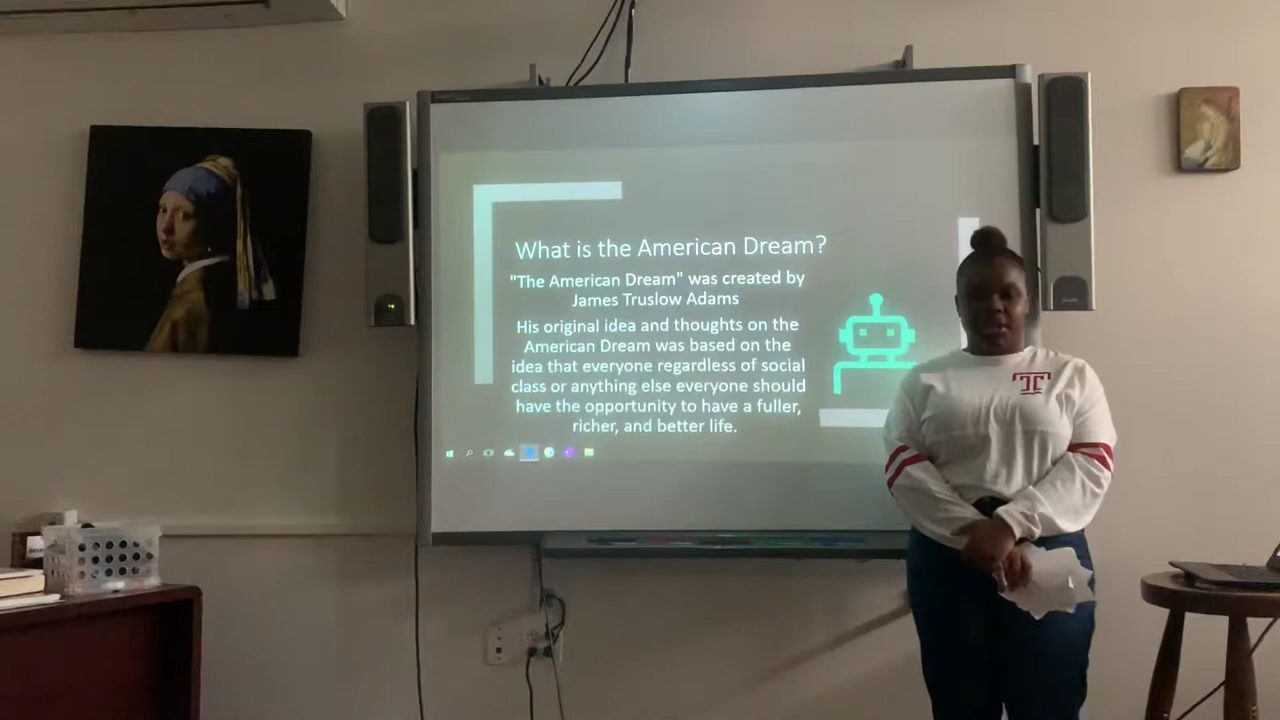 What is the American Dream?
"The American Dream" was created by
James Truslow Adams
His original idea and thoughts on the
American Dream was based on the
idea that everyone regardless of social
class or anything else everyone should
have the opportunity to have a fuller,
richer, and better life.